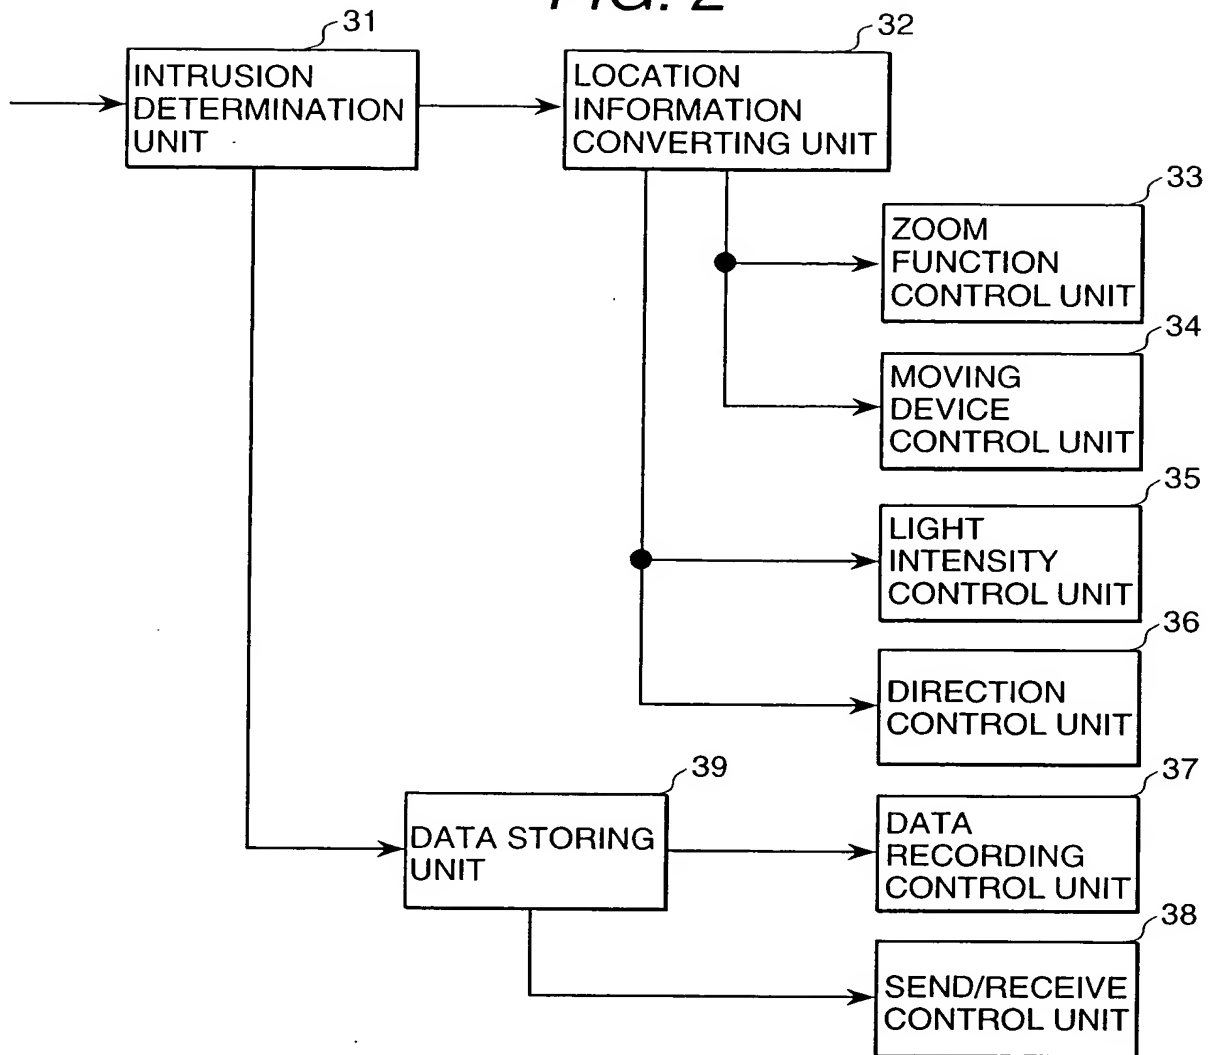 FIG. 2
31
32
INTRUSION
DETERMINATION
UNIT
LOCATION
INFORMATION
CONVERTING UNIT
33
ZOOM
FUNCTION
CONTROL UNIT
34
MOVING
DEVICE
CONTROL UNIT
35
LIGHT
INTENSITY
CONTROL UNIT
36
DIRECTION
CONTROL UNIT
39
DATA STORING
UNIT
37
DATA
RECORDING
CONTROL UNIT
38
SEND/RECEIVE
CONTROL UNIT